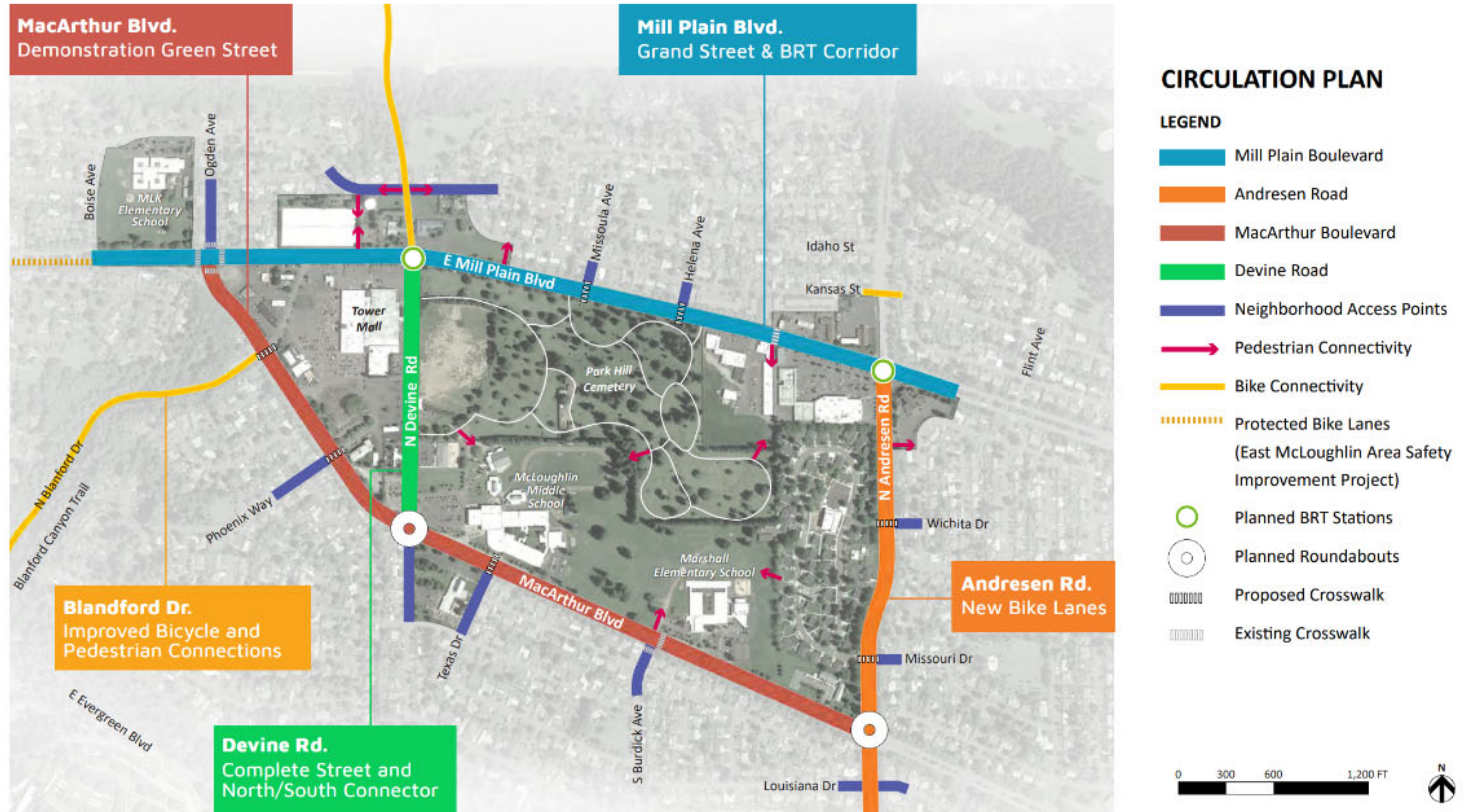 MacArthur Blvd.
Demonstration Green Street
Mill Plain Blvd.
Grand Street & BRT Corridor
Boise Ave
MLK
Elementary
School
Ogden Ave
E Mill Plain Blvd
Missoula Ave
Helena Ave
Idaho St
Kansas St
Flint Ave
Tower
Mall
N Devine Rd
Park Hill
Cemetery
N Andresen Rd
N Blanford Dr
Blanford Canyon Trail
Phoenix Way
McLoughlin
Middle
School
Wichita Dr
Marshall
Elementary School
MacArthur Blvd
Andresen Rd.
New Bike Lanes
Blandford Dr.
Improved Bicycle and
Pedestrian Connections
Texas Dr
Missouri Dr
S Burdick Ave
E Evergreen Blvd
Devine Rd.
Complete Street and
North/South Connector
Louisiana Dr
CIRCULATION PLAN
LEGEND
Mill Plain Boulevard
Andresen Road
MacArthur Boulevard
Devine Road
Neighborhood Access Points
Pedestrian Connectivity
Bike Connectivity
Protected Bike Lanes
(East McLoughlin Area Safety
Improvement Project)
Planned BRT Stations
Planned Roundabouts
Proposed Crosswalk
Existing Crosswalk
0 300 600 1,200 FT
N